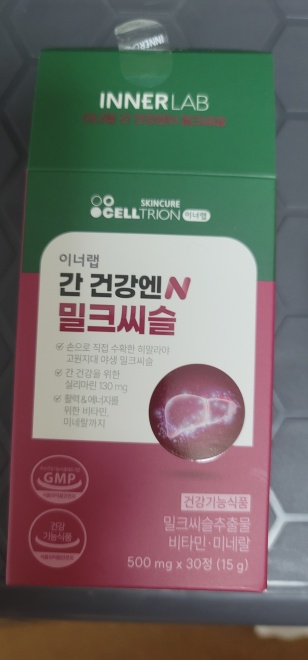 INNERLAB
SKINCURE
CELLTRION 이너랩
이너랩
간 건강엔N
밀크씨슬
손으로 직접 수확한 히말라야
고원지대 야생 밀크씨슬
간 건강을 위한
실리마린 130 mg
활력&에너지를
위한 비타민,
미네랄까지
GMP
건강
기능식품
건강기능식품
밀크씨슬추출물
비타민·미네랄
500 mg x 30정 (15 g)